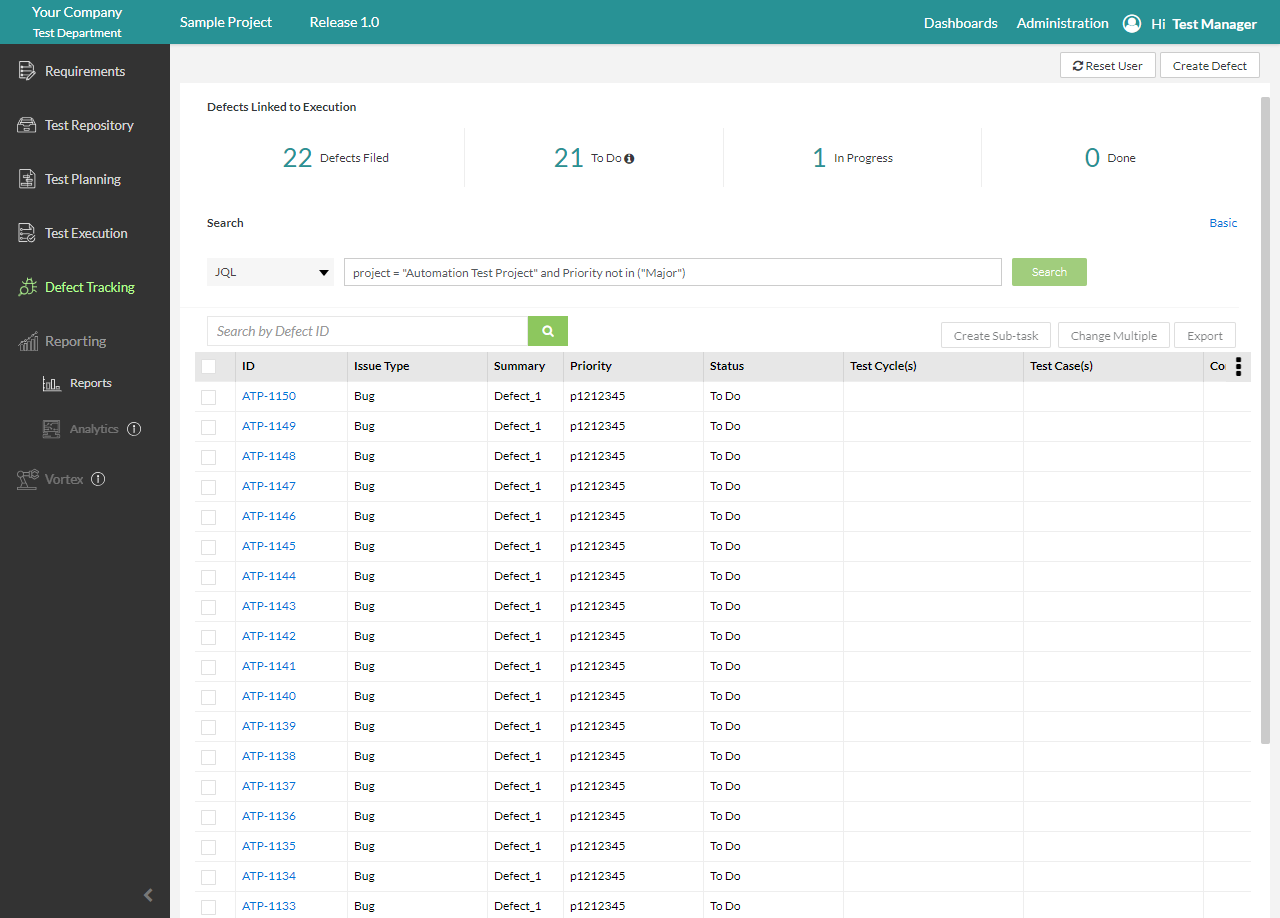 Your Company
Test Department
Sample Project
Release 1.0
Dashboards
Administration
Hi Test Manager
Requirements
Test Repository
Test Planning
Test Execution
Defect Tracking
Reporting
Reports
Analytics
Vortex
Reset User
Create Defect
Defects Linked to Execution
22 Defects Filed
21 To Do
1 In Progress
0 Done
Search
Basic
JQL
project = "Automation Test Project" and Priority not in ("Major")
Search
Search by Defect ID
Create Sub-task
Change Multiple
Export
ID Issue Type Summary Priority Status Test Cycle(s) Test Case(s) Co
ATP-1150 Bug Defect_1 p1212345 To Do
ATP-1149 Bug Defect_1 p1212345 To Do
ATP-1148 Bug Defect_1 p1212345 To Do
ATP-1147 Bug Defect_1 p1212345 To Do
ATP-1146 Bug Defect_1 p1212345 To Do
ATP-1145 Bug Defect_1 p1212345 To Do
ATP-1144 Bug Defect_1 p1212345 To Do
ATP-1143 Bug Defect_1 p1212345 To Do
ATP-1142 Bug Defect_1 p1212345 To Do
ATP-1141 Bug Defect_1 p1212345 To Do
ATP-1140 Bug Defect_1 p1212345 To Do
ATP-1139 Bug Defect_1 p1212345 To Do
ATP-1138 Bug Defect_1 p1212345 To Do
ATP-1137 Bug Defect_1 p1212345 To Do
ATP-1136 Bug Defect_1 p1212345 To Do
ATP-1135 Bug Defect_1 p1212345 To Do
ATP-1134 Bug Defect_1 p1212345 To Do
ATP-1133 Bug Defect_1 p1212345 To Do